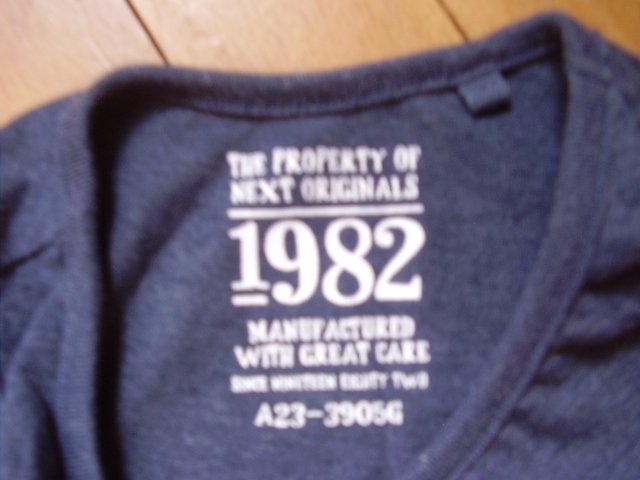 THE PROPERTY OF
NEXT ORIGINALS
1982
MANUFACTURED
WITH GREAT CARE
SINCE NINETEEN EIGHTY TWO
A23-3905G